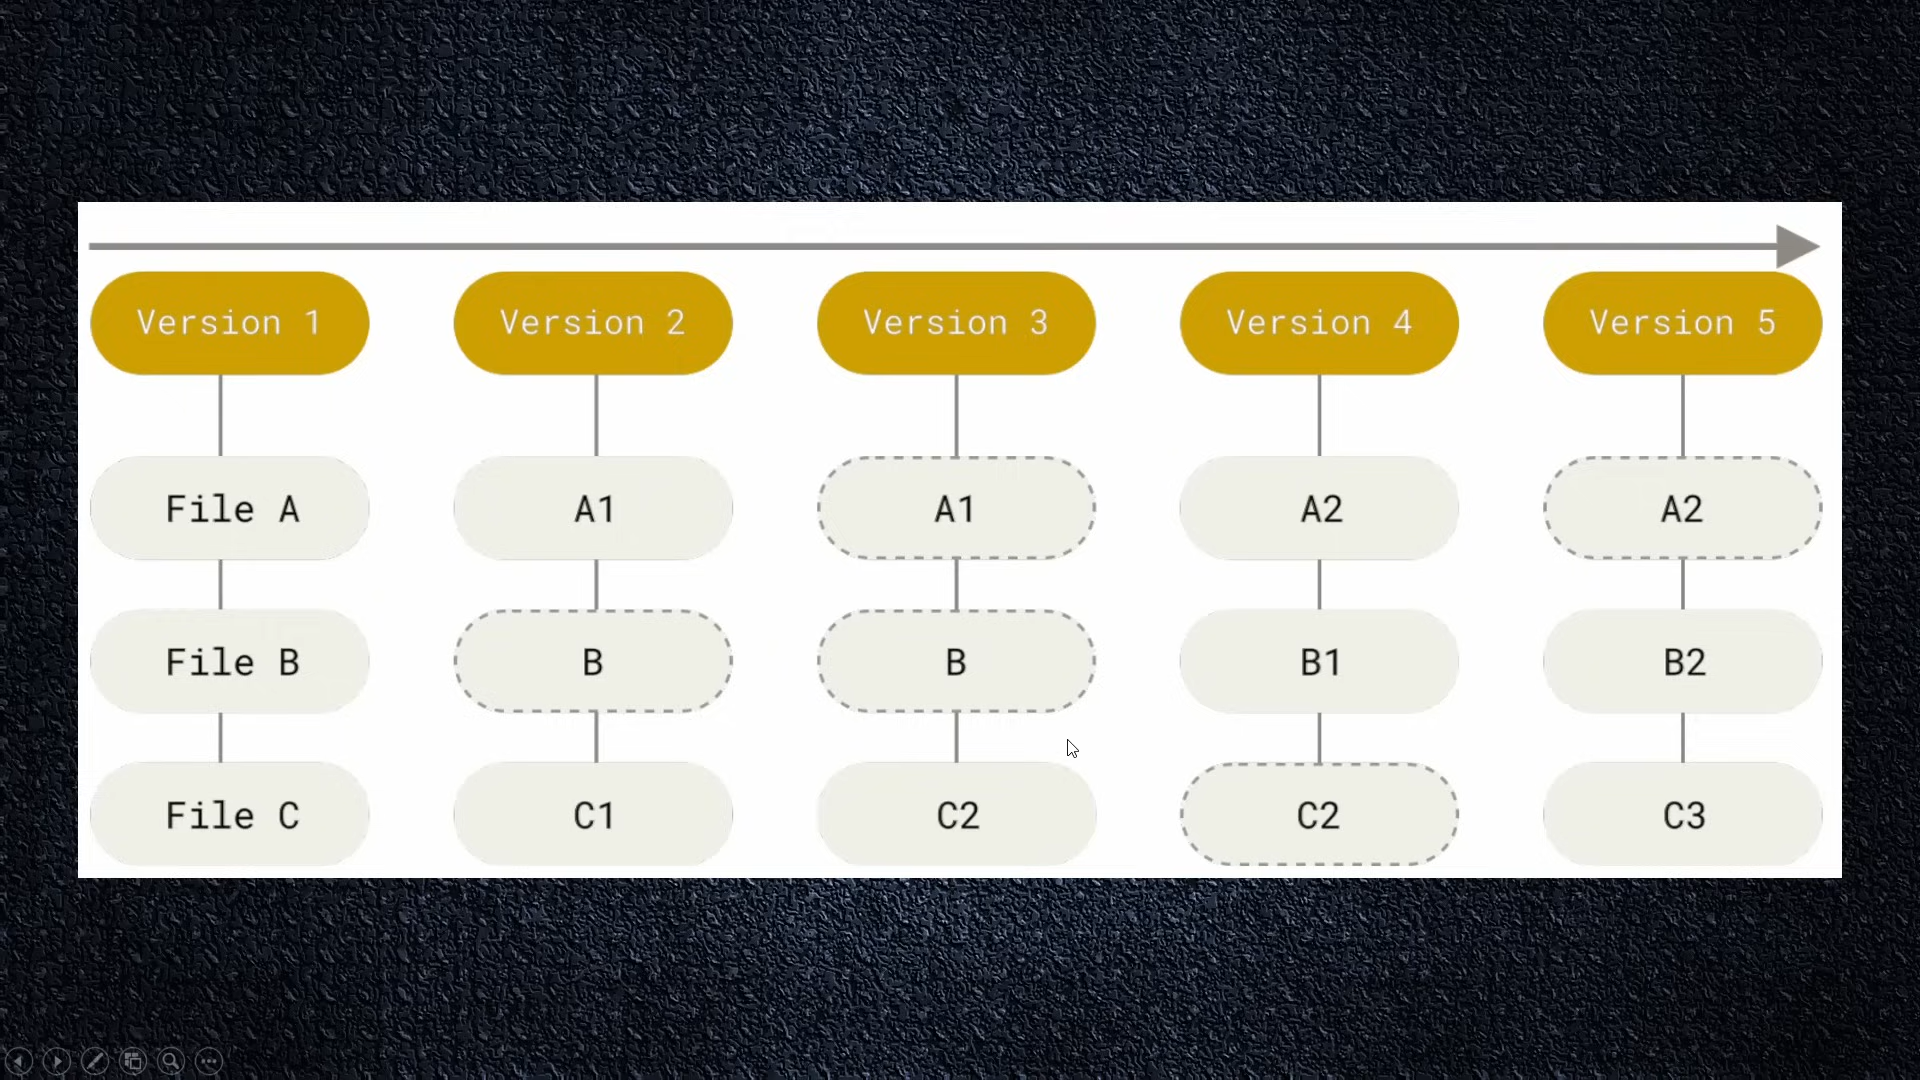 Version 1 Version 2 Version 3 Version 4 Version 5
File A A1 A1 A2 A2
File B B B B1 B2
File C C1 C2 C2 C3